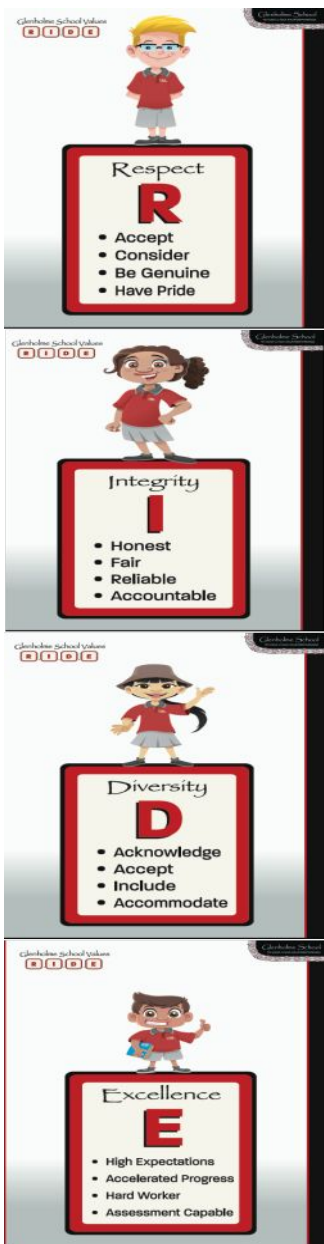 Glenholme School Values
Glenholme School
R I D E
Respect
R
• Accept
• Consider
• Be Genuine
• Have Pride
Glenholme School Values
Glenholme School
R I D E
Integrity
I
• Honest
• Fair
• Reliable
• Accountable
Glenholme School Values
Glenholme School
R I D E
Diversity
D
• Acknowledge
• Accept
• Include
• Accommodate
Glenholme School Values
Glenholme School
R I D E
Excellence
E
• High Expectations
• Accelerated Progress
• Hard Worker
• Assessment Capable